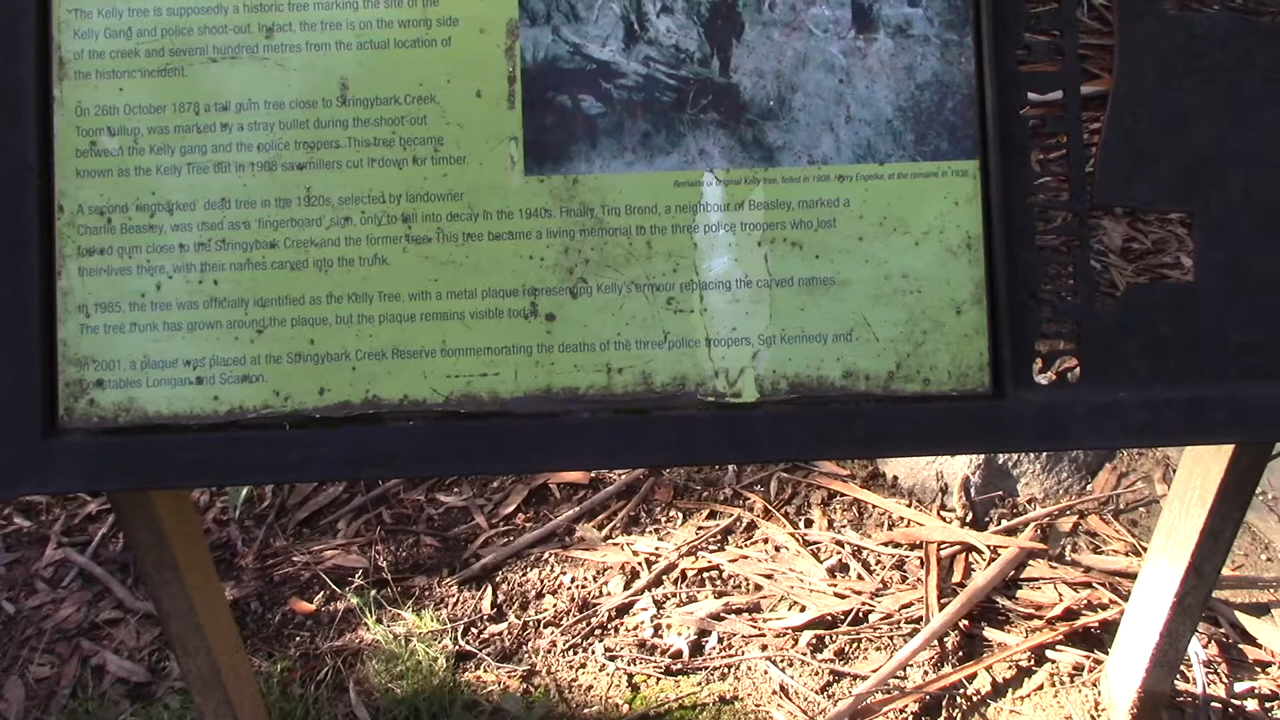 "The Kelly tree is supposedly a historic tree marking the site of the
Kelly Gang and police shoot-out. In fact, the tree is on the wrong side
of the creek and several hundred metres from the actual location of
the historic incident.
On 26th October 1878 a tall gum tree close to Stringybark Creek,
Toombullup, was marked by a stray bullet during the shoot-out
between the Kelly gang and the police troopers. This tree became
known as the Kelly Tree but in 1908 sawmillers cut it down for timber.
Remains of original Kelly tree, felled in 1908. Harry Engelke, at the remains in 1936.
A second 'ringbarked' dead tree in the 1920s, selected by landowner
Charlie Beasley, was used as a 'fingerboard' sign, only to fall into decay in the 1940s. Finally, Tim Brond, a neighbour of Beasley, marked a
forked gum close to the Stringybark Creek and the former tree. This tree became a living memorial to the three police troopers who lost
their lives there, with their names carved into the trunk.
In 1985, the tree was officially identified as the Kelly Tree, with a metal plaque representing Kelly's armour replacing the carved names.
The tree trunk has grown around the plaque, but the plaque remains visible today.
In 2001, a plaque was placed at the Stringybark Creek Reserve commemorating the deaths of the three police troopers, Sgt Kennedy and
Constables Lonigan and Scanlon.